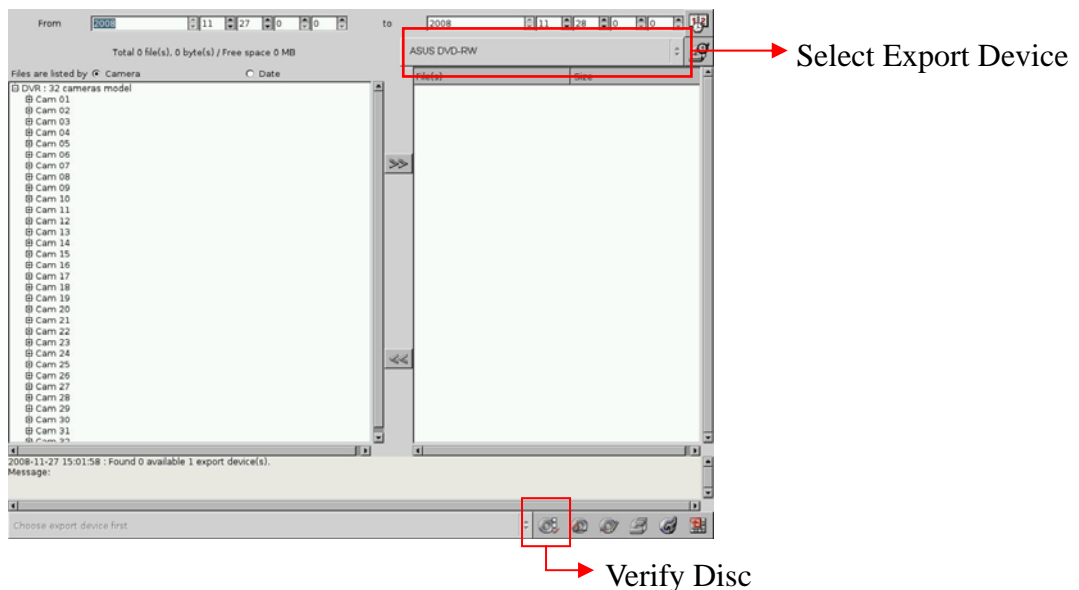 From 2008 11 27 0 0 to 2008 11 28 0 0
Total 0 file(s), 0 byte(s) / Free space 0 MB
ASUS DVD-RW
Select Export Device
Files are listed by Camera Date
File(s) Size
DVR : 32 cameras model
Cam 01
Cam 02
Cam 03
Cam 04
Cam 05
Cam 06
Cam 07
Cam 08
Cam 09
Cam 10
Cam 11
Cam 12
Cam 13
Cam 14
Cam 15
Cam 16
Cam 17
Cam 18
Cam 19
Cam 20
Cam 21
Cam 22
Cam 23
Cam 24
Cam 25
Cam 26
Cam 27
Cam 28
Cam 29
Cam 30
Cam 31
Cam 32
>>
<<
2008-11-27 15:01:58 : Found 0 available 1 export device(s).
Message:
Choose export device first
Verify Disc